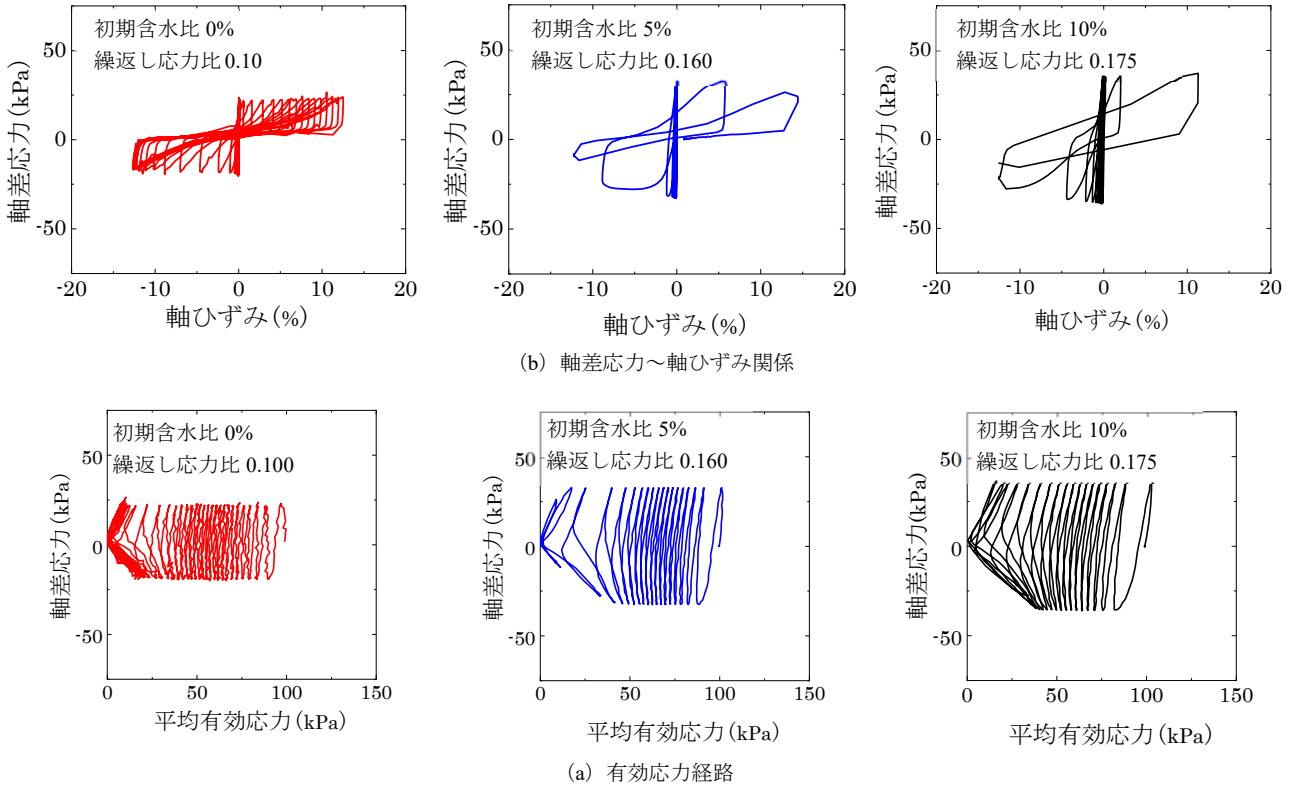 初期含水比 0%
繰返し応力比 0.10
軸差応力(kPa)
50
0
-50
-20
-10
0
10
20
軸ひずみ(%)
初期含水比 5%
繰返し応力比 0.160
軸差応力(kPa)
50
0
-50
-20
-10
0
10
20
軸ひずみ(%)
初期含水比 10%
繰返し応力比 0.175
軸差応力(kPa)
50
0
-50
-20
-10
0
10
20
軸ひずみ(%)
(b) 軸差応力～軸ひずみ関係
初期含水比 0%
繰返し応力比 0.100
軸差応力(kPa)
50
0
-50
0
50
100
150
平均有効応力(kPa)
初期含水比 5%
繰返し応力比 0.160
軸差応力(kPa)
50
0
-50
0
50
100
150
平均有効応力(kPa)
初期含水比 10%
繰返し応力比 0.175
軸差応力(kPa)
50
0
-50
0
50
100
150
平均有効応力(kPa)
(a) 有効応力経路